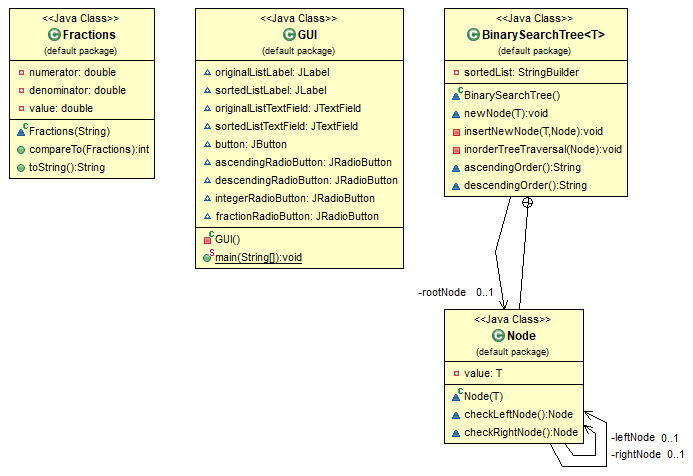 <<Java Class>>
Fractions
(default package)
numerator: double
denominator: double
value: double
Fractions(String)
compareTo(Fractions):int
toString():String
<<Java Class>>
GUI
(default package)
originalListLabel: JLabel
sortedListLabel: JLabel
originalListTextField: JTextField
sortedListTextField: JTextField
button: JButton
ascendingRadioButton: JRadioButton
descendingRadioButton: JRadioButton
integerRadioButton: JRadioButton
fractionRadioButton: JRadioButton
GUI()
main(String[]):void
<<Java Class>>
BinarySearchTree<T>
(default package)
sortedList: StringBuilder
BinarySearchTree()
newNode(T):void
insertNewNode(T,Node):void
inorderTreeTraversal(Node):void
ascendingOrder():String
descendingOrder():String
-rootNode 0..1
<<Java Class>>
Node
(default package)
value: T
Node(T)
checkLeftNode():Node
checkRightNode():Node
-leftNode 0..1
-rightNode 0..1